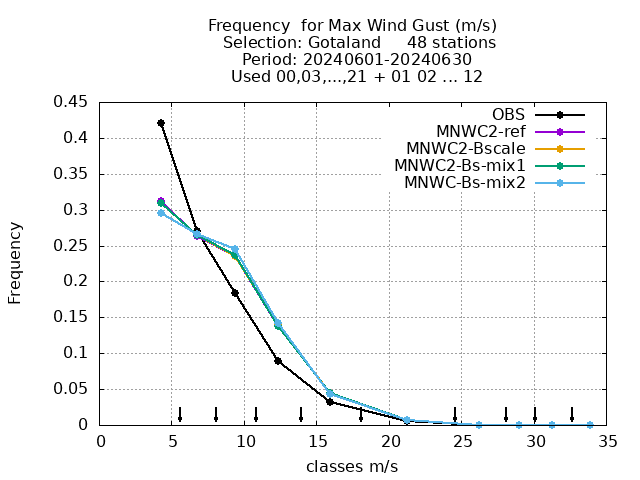 Frequency  for Max Wind Gust (m/s)
Selection: Gotaland     48 stations
Period: 20240601-20240630
Used 00,03,...,21 + 01 02 ... 12
OBS
MNWC2-ref
MNWC2-Bscale
MNWC2-Bs-mix1
MNWC-Bs-mix2
0.45
0.4
0.35
0.3
0.25
0.2
0.15
0.1
0.05
0
Frequency
0 5 10 15 20 25 30 35
classes m/s